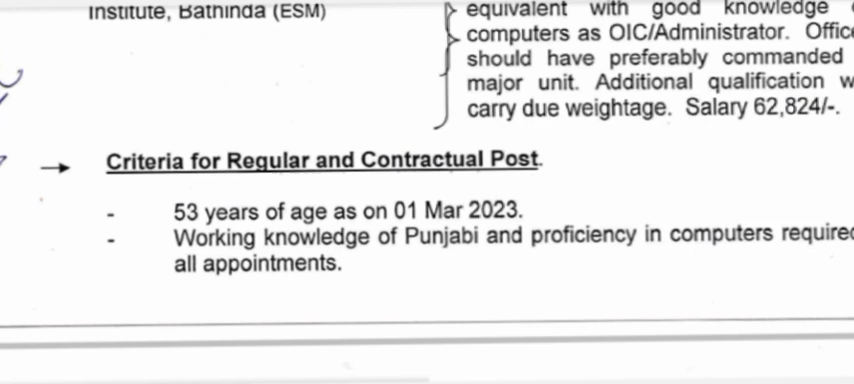 Institute, Bathinda (ESM)
equivalent with good knowledge
computers as OIC/Administrator.
should have preferably commanded
major unit. Additional qualification
carry due weightage. Salary 62,824/-.
Criteria for Regular and Contractual Post.
- 53 years of age as on 01 Mar 2023.
- Working knowledge of Punjabi and proficiency in computers
all appointments.